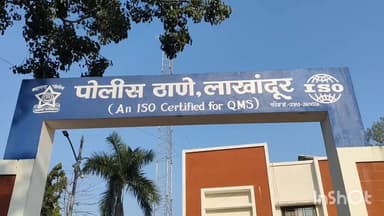 पोलीस ठाणे, लाखांदूर
(An ISO Certified for QMS)
ISO
InShot